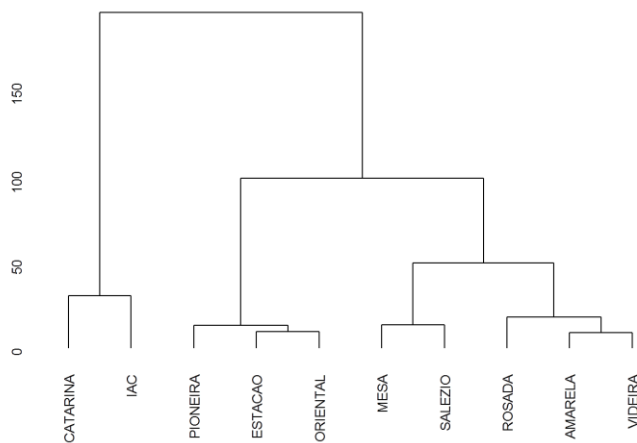 150
100
50
0
CATARINA
IAC
PIONEIRA
ESTACAO
ORIENTAL
MESA
SALEZIO
ROSADA
AMARELA
VIDEIRA